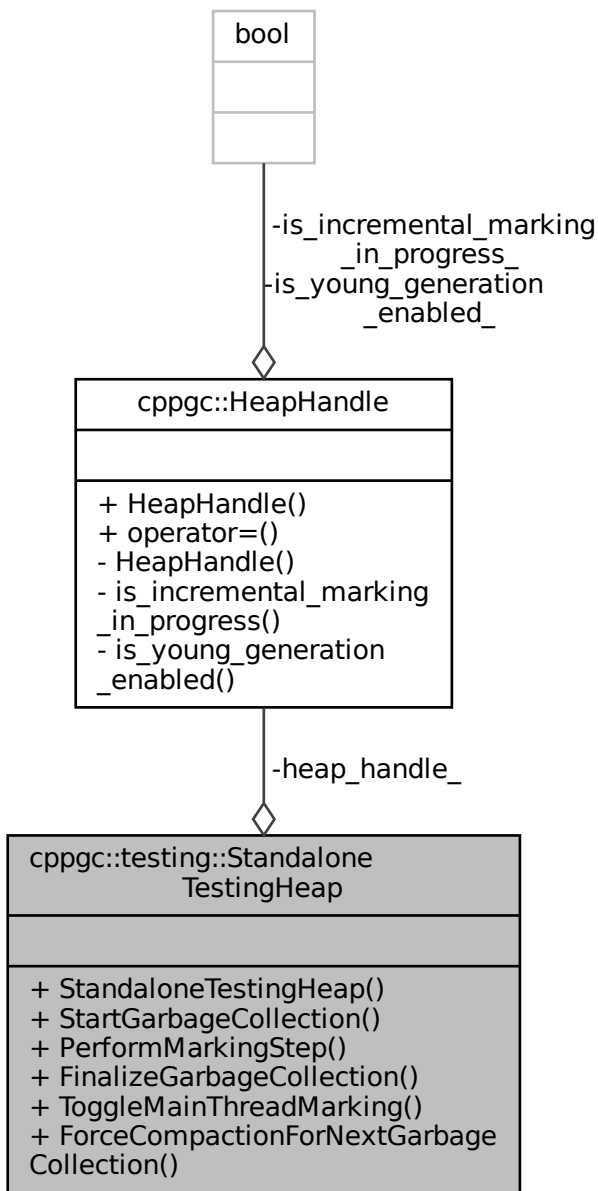 bool
-is_incremental_marking
_in_progress_
-is_young_generation
_enabled_
cppgc::HeapHandle
+ HeapHandle()
+ operator=()
- HeapHandle()
- is_incremental_marking
_in_progress()
- is_young_generation
_enabled()
-heap_handle_
cppgc::testing::Standalone
TestingHeap
+ StandaloneTestingHeap()
+ StartGarbageCollection()
+ PerformMarkingStep()
+ FinalizeGarbageCollection()
+ ToggleMainThreadMarking()
+ ForceCompactionForNextGarbage
Collection()